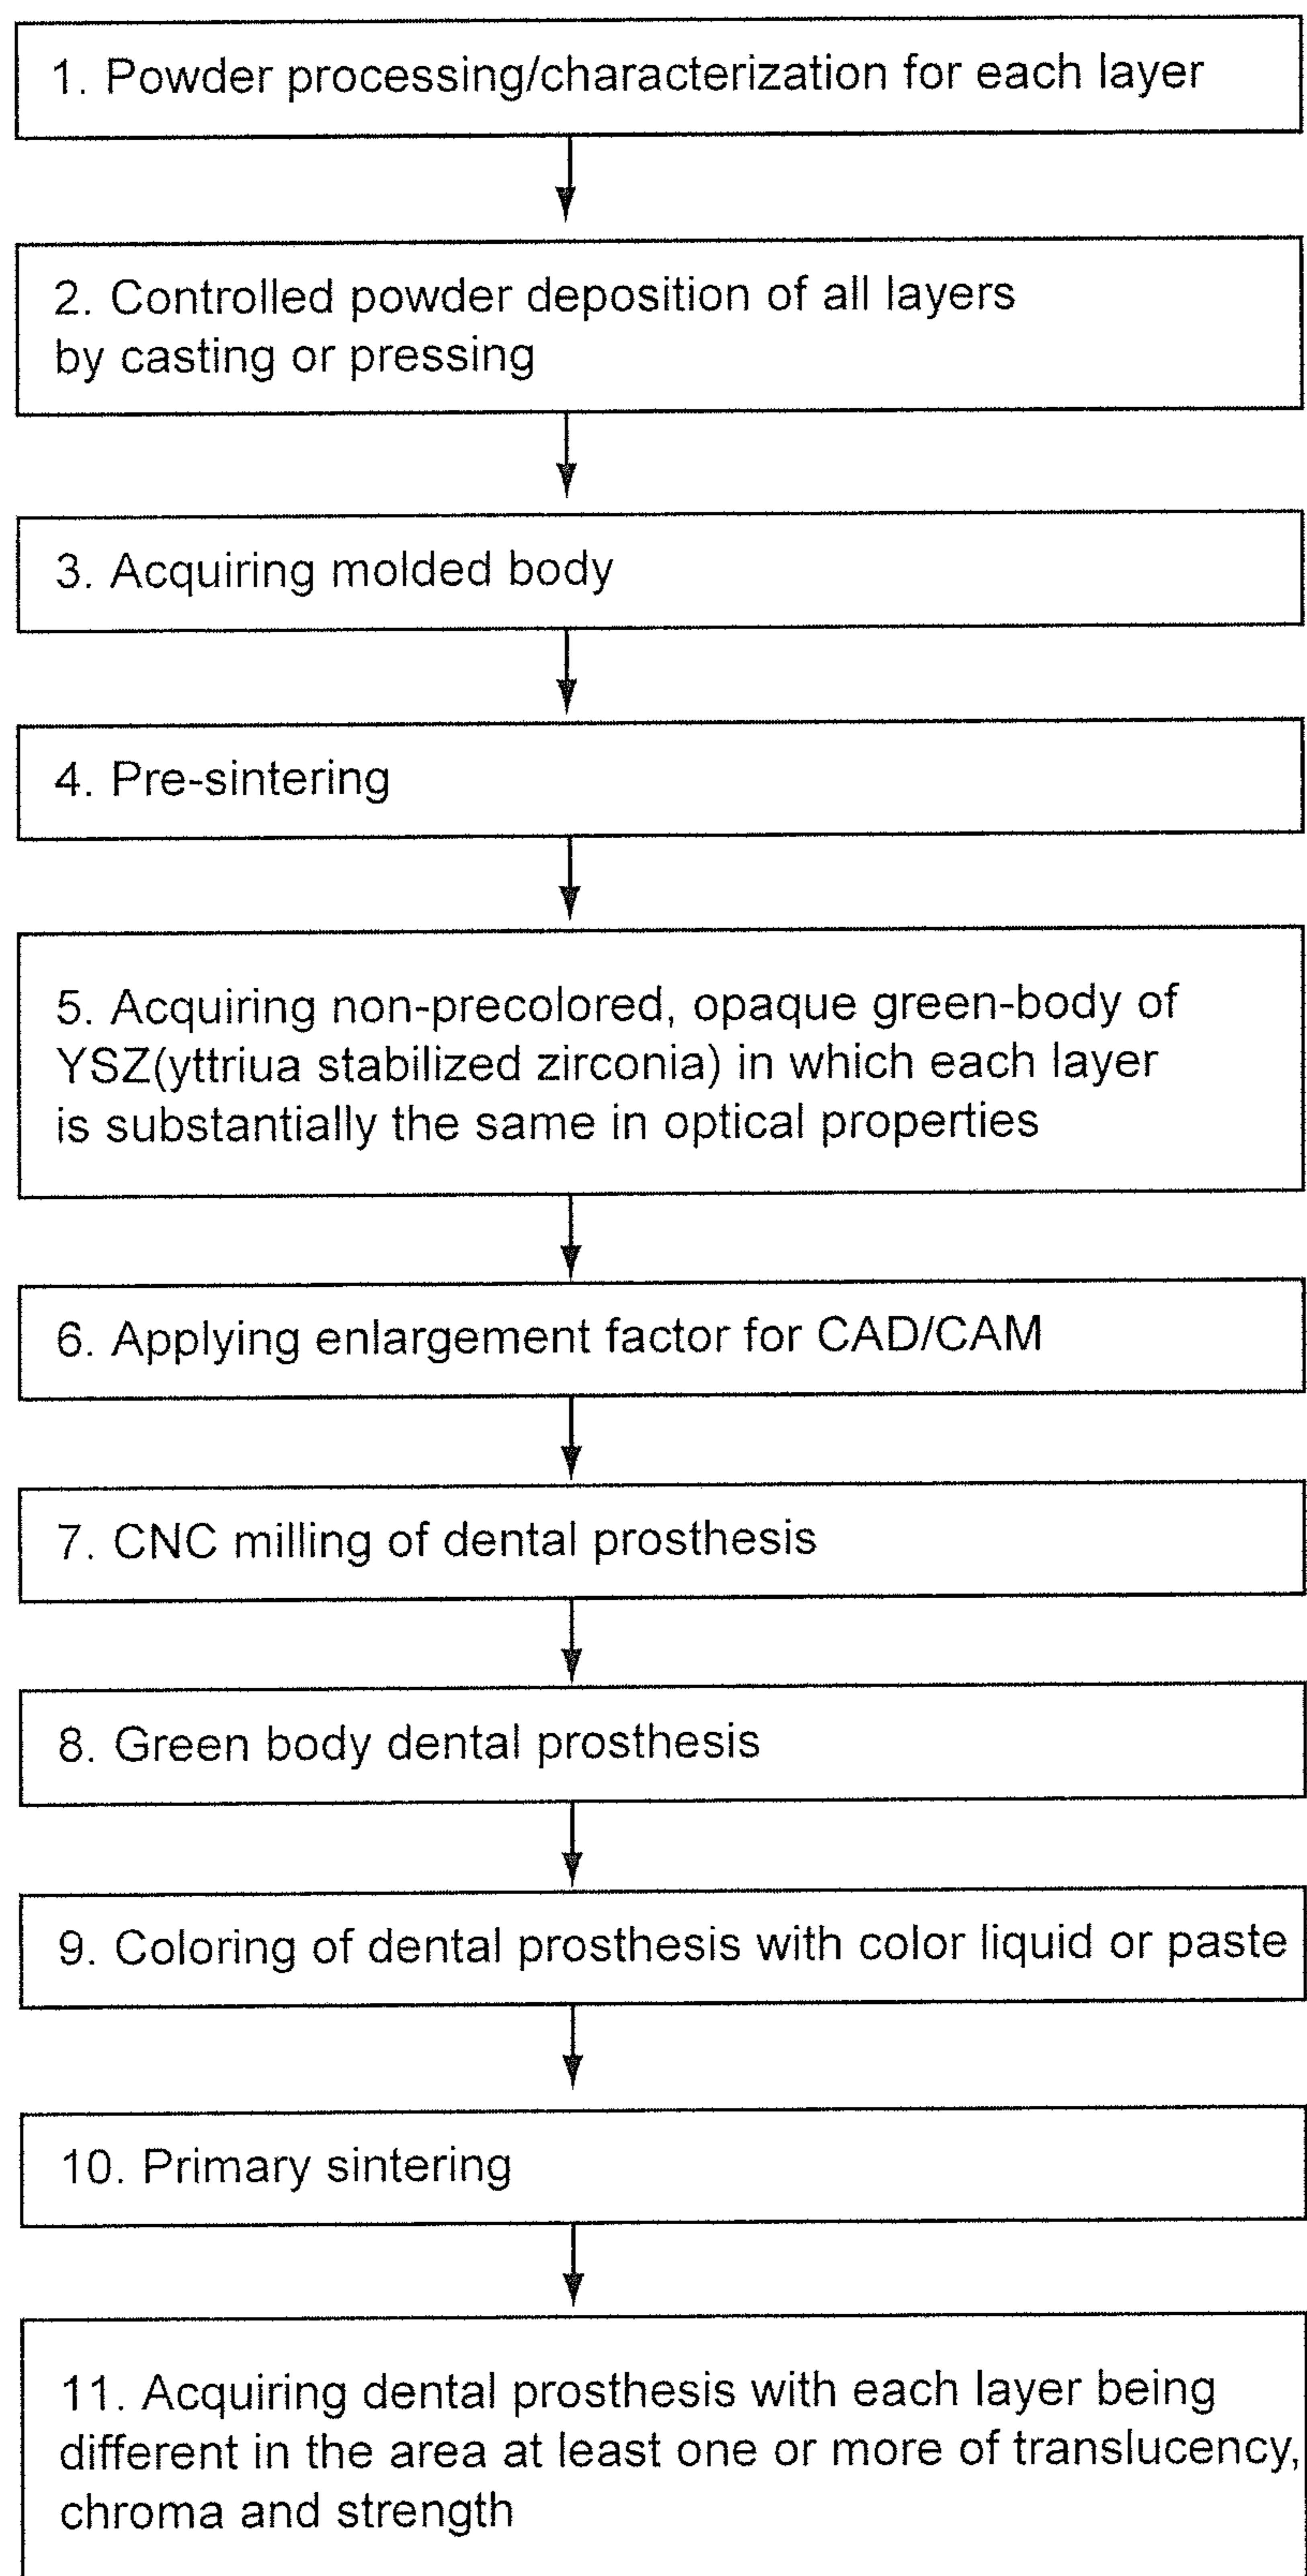 1. Powder processing/characterization for each layer
2. Controlled powder deposition of all layers
by casting or pressing
3. Acquiring molded body
4. Pre-sintering
5. Acquiring non-precolored, opaque green-body of
YSZ(yttriua stabilized zirconia) in which each layer
is substantially the same in optical properties
6. Applying enlargement factor for CAD/CAM
7. CNC milling of dental prosthesis
8. Green body dental prosthesis
9. Coloring of dental prosthesis with color liquid or paste
10. Primary sintering
11. Acquiring dental prosthesis with each layer being
different in the area at least one or more of translucency,
chroma and strength